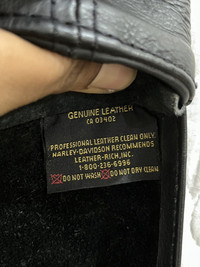 GENUINE LEATHER
CA 03402
PROFESSIONAL LEATHER CLEAN ONLY.
HARLEY-DAVIDSON RECOMMENDS
LEATHER-RICH, INC.
1-800-236-6996
DO NOT WASH DO NOT DRY CLEAN